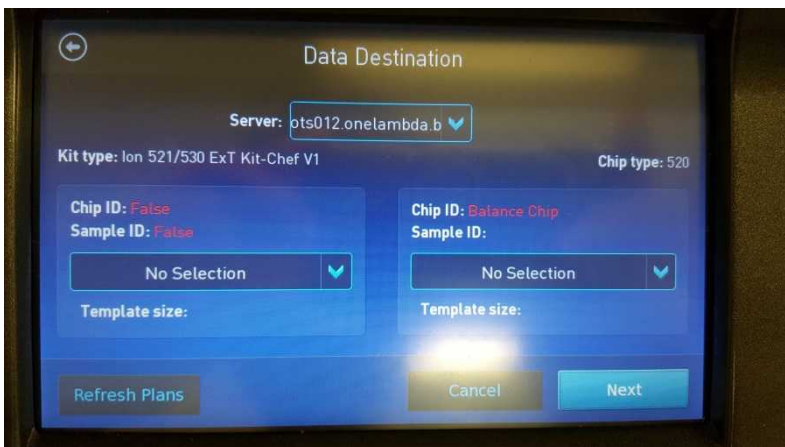 Data Destination
Server: ots012.onelambda.b
Kit type: Ion 521/530 ExT Kit-Chef V1
Chip type: 520
Chip ID: False
Sample ID: False
No Selection
Template size:
Chip ID: Balance Chip
Sample ID:
No Selection
Template size:
Refresh Plans
Cancel
Next